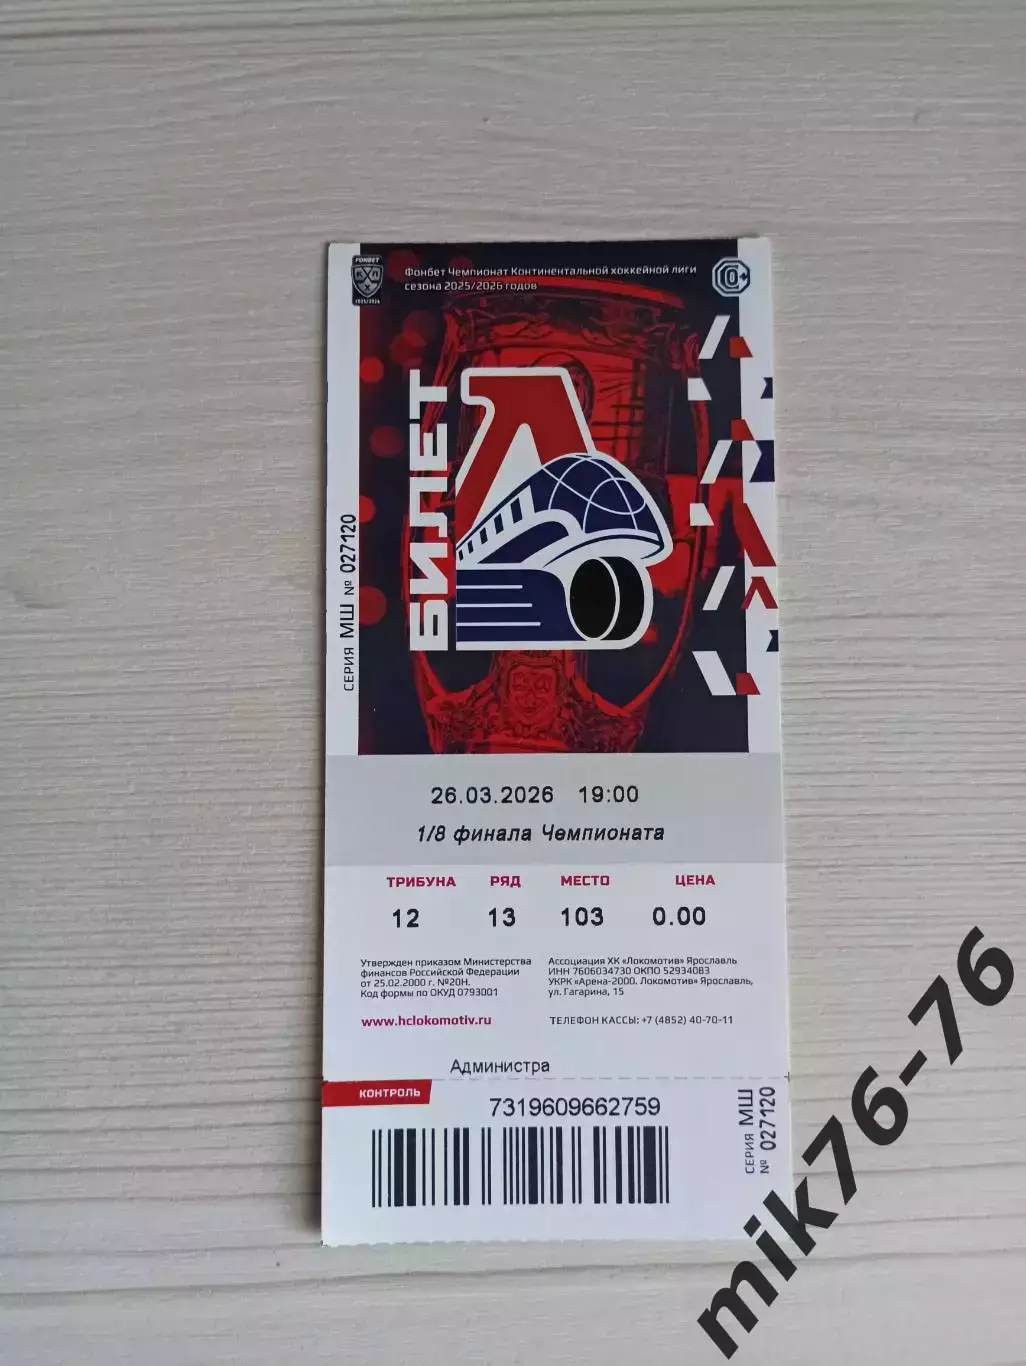 ФОНБЕТ
КХЛ
2025/2026
Фонбет Чемпионат Континентальной хоккейной лиги
сезона 2025/2026 годов
0+
БИЛЕТ
СЕРИЯ МШ № 027120
26.03.2026 19:00
1/8 финала Чемпионата
ТРИБУНА РЯД МЕСТО ЦЕНА
12 13 103 0.00
Утвержден приказом Министерства
финансов Российской Федерации
от 25.02.2000 г. №20Н.
Код формы по ОКУД 0793001
www.hclokomotiv.ru
Ассоциация ХК «Локомотив» Ярославль
ИНН 7606034730 ОКПО 52934083
УКРК «Арена-2000. Локомотив» Ярославль,
ул. Гагарина, 15
ТЕЛЕФОН КАССЫ: +7 (4852) 40-70-11
Администра
КОНТРОЛЬ
7319609662759
СЕРИЯ МШ
№ 027120
mik76-76